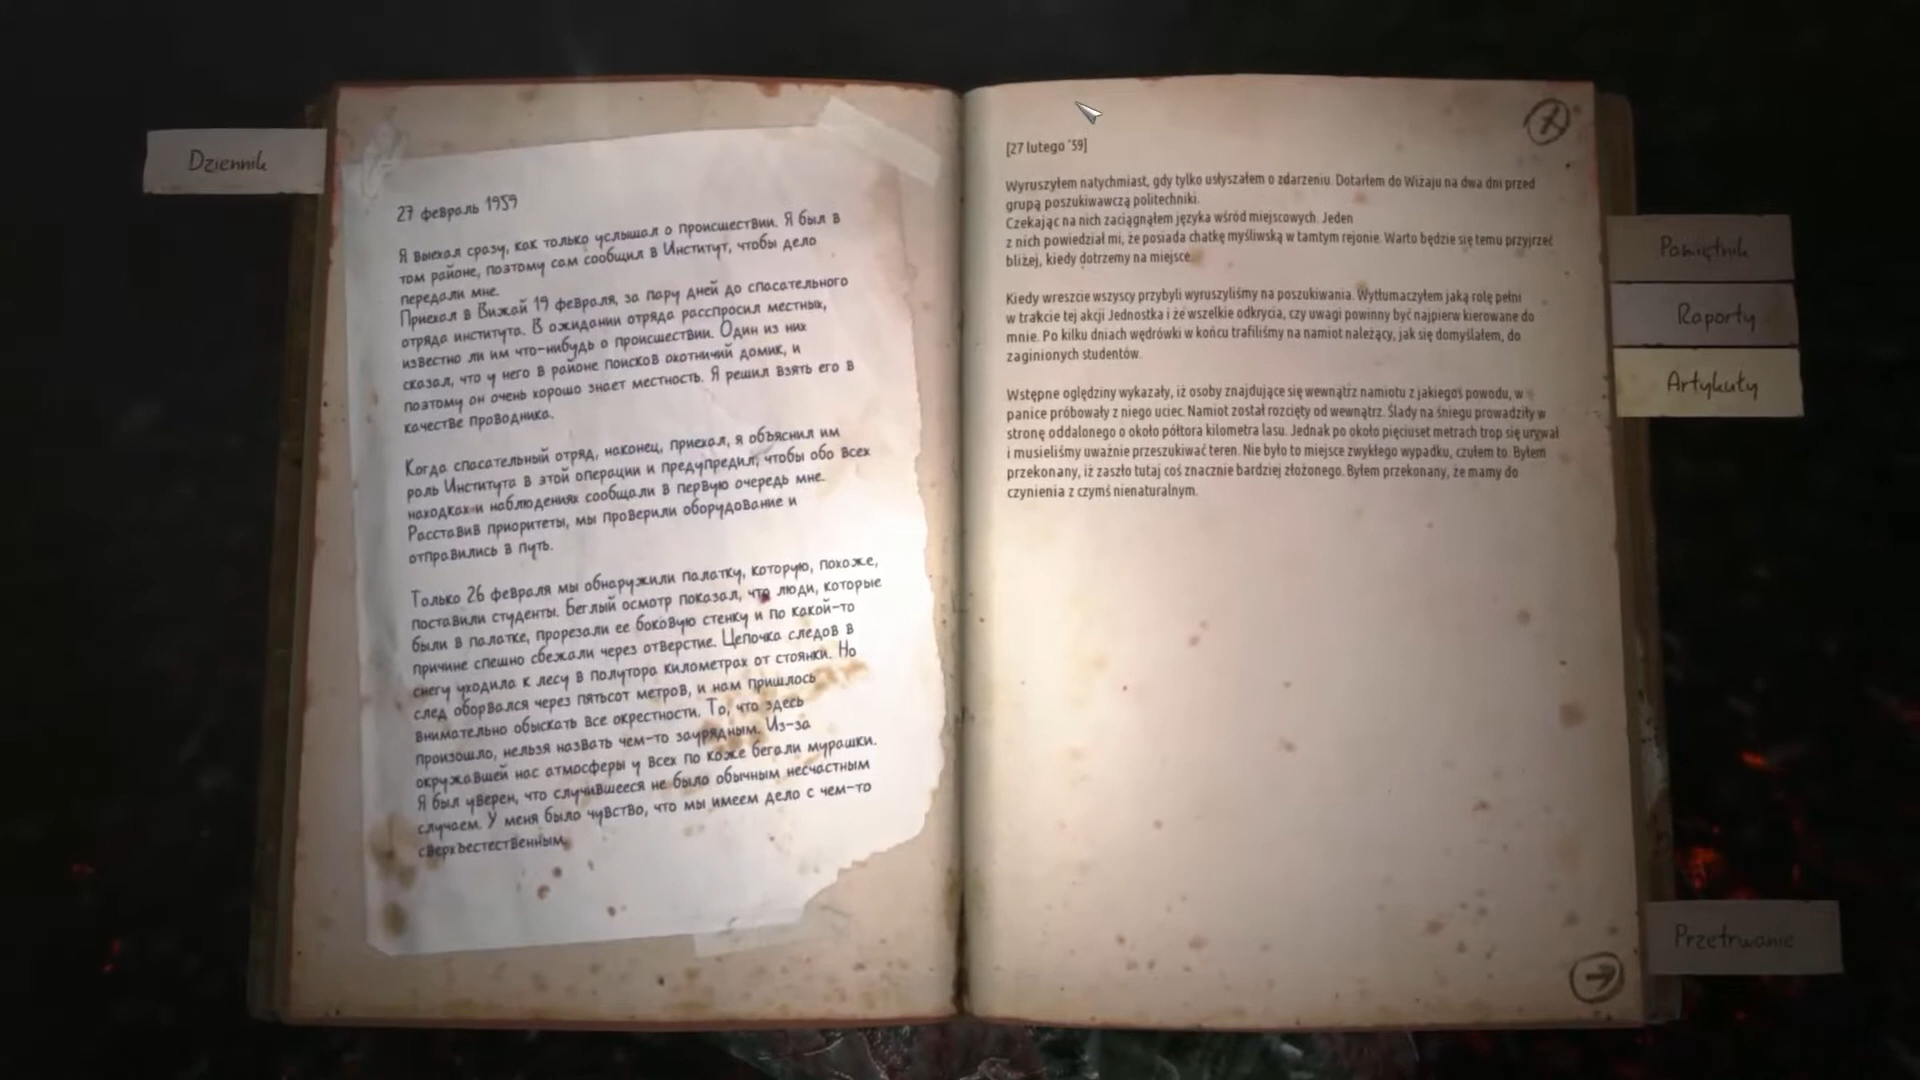 Dziennik
27 февраль 1959
Я выехал сразу, как только услышал о происшествии. Я был в
том районе, поэтому сам сообщил в Институт, чтобы дело
передали мне.
Приехал в Вижай 19 февраля, за пару дней до спасательного
отряда института. В ожидании отряда расспросил местных,
известно ли им что-нибудь о происшествии. Один из них
сказал, что у него в районе поисков охотничий домик, и
поэтому он очень хорошо знает местность. Я решил взять его в
качестве проводника.
Когда спасательный отряд, наконец, приехал, я объяснил им
роль Института в этой операции и предупредил, чтобы обо всех
находках и наблюдениях сообщали в первую очередь мне.
Расставив приоритеты, мы проверили оборудование и
отправились в путь.
Только 26 февраля мы обнаружили палатку, которую, похоже,
поставили студенты. Беглый осмотр показал, что люди, которые
были в палатке, прорезали ее боковую стенку и по какой-то
причине спешно сбежали через отверстие. Цепочка следов в
снегу уходила к лесу в полутора километрах от стоянки. Но
след оборвался через пятьсот метров, и нам пришлось
внимательно обыскать все окрестности. То, что здесь
произошло, нельзя назвать чем-то заурядным. Из-за
окружавшей нас атмосферы у всех по коже бегали мурашки.
Я был уверен, что случившееся не было обычным несчастным
случаем. У меня было чувство, что мы имеем дело с чем-то
сверхъестественным.
[27 lutego '59]
Wyruszyłem natychmiast, gdy tylko usłyszałem o zdarzeniu. Dotarłem do Wiżaju na dwa dni przed
grupą poszukiwawczą politechniki.
Czekając na nich zaciągnąłem języka wśród miejscowych. Jeden
z nich powiedział mi, że posiada chatkę myśliwską w tamtym rejonie. Warto będzie się temu przyjrzeć
bliżej, kiedy dotrzemy na miejsce.
Kiedy wreszcie wszyscy przybyli wyruszyliśmy na poszukiwania. Wytłumaczyłem jaką rolę pełni
w trakcie tej akcji Jednostka i że wszelkie odkrycia, czy uwagi powinny być najpierw kierowane do
mnie. Po kilku dniach wędrówki w końcu trafiliśmy na namiot należący, jak się domyślałem, do
zaginionych studentów.
Wstępne oględziny wykazały, iż osoby znajdujące się wewnątrz namiotu z jakiegoś powodu, w
panice próbowały z niego uciec. Namiot został rozcięty od wewnątrz. Ślady na śniegu prowadziły w
stronę oddalonego o około półtora kilometra lasu. Jednak po około pięciuset metrach trop się urywał
i musieliśmy uważnie przeszukiwać teren. Nie było to miejsce zwykłego wypadku, czułem to. Byłem
przekonany, iż zaszło tutaj coś znacznie bardziej złożonego. Byłem przekonany, że mamy do
czynienia z czymś nienaturalnym.
Pamiętnik
Raporty
Artykuły
Przetrwanie